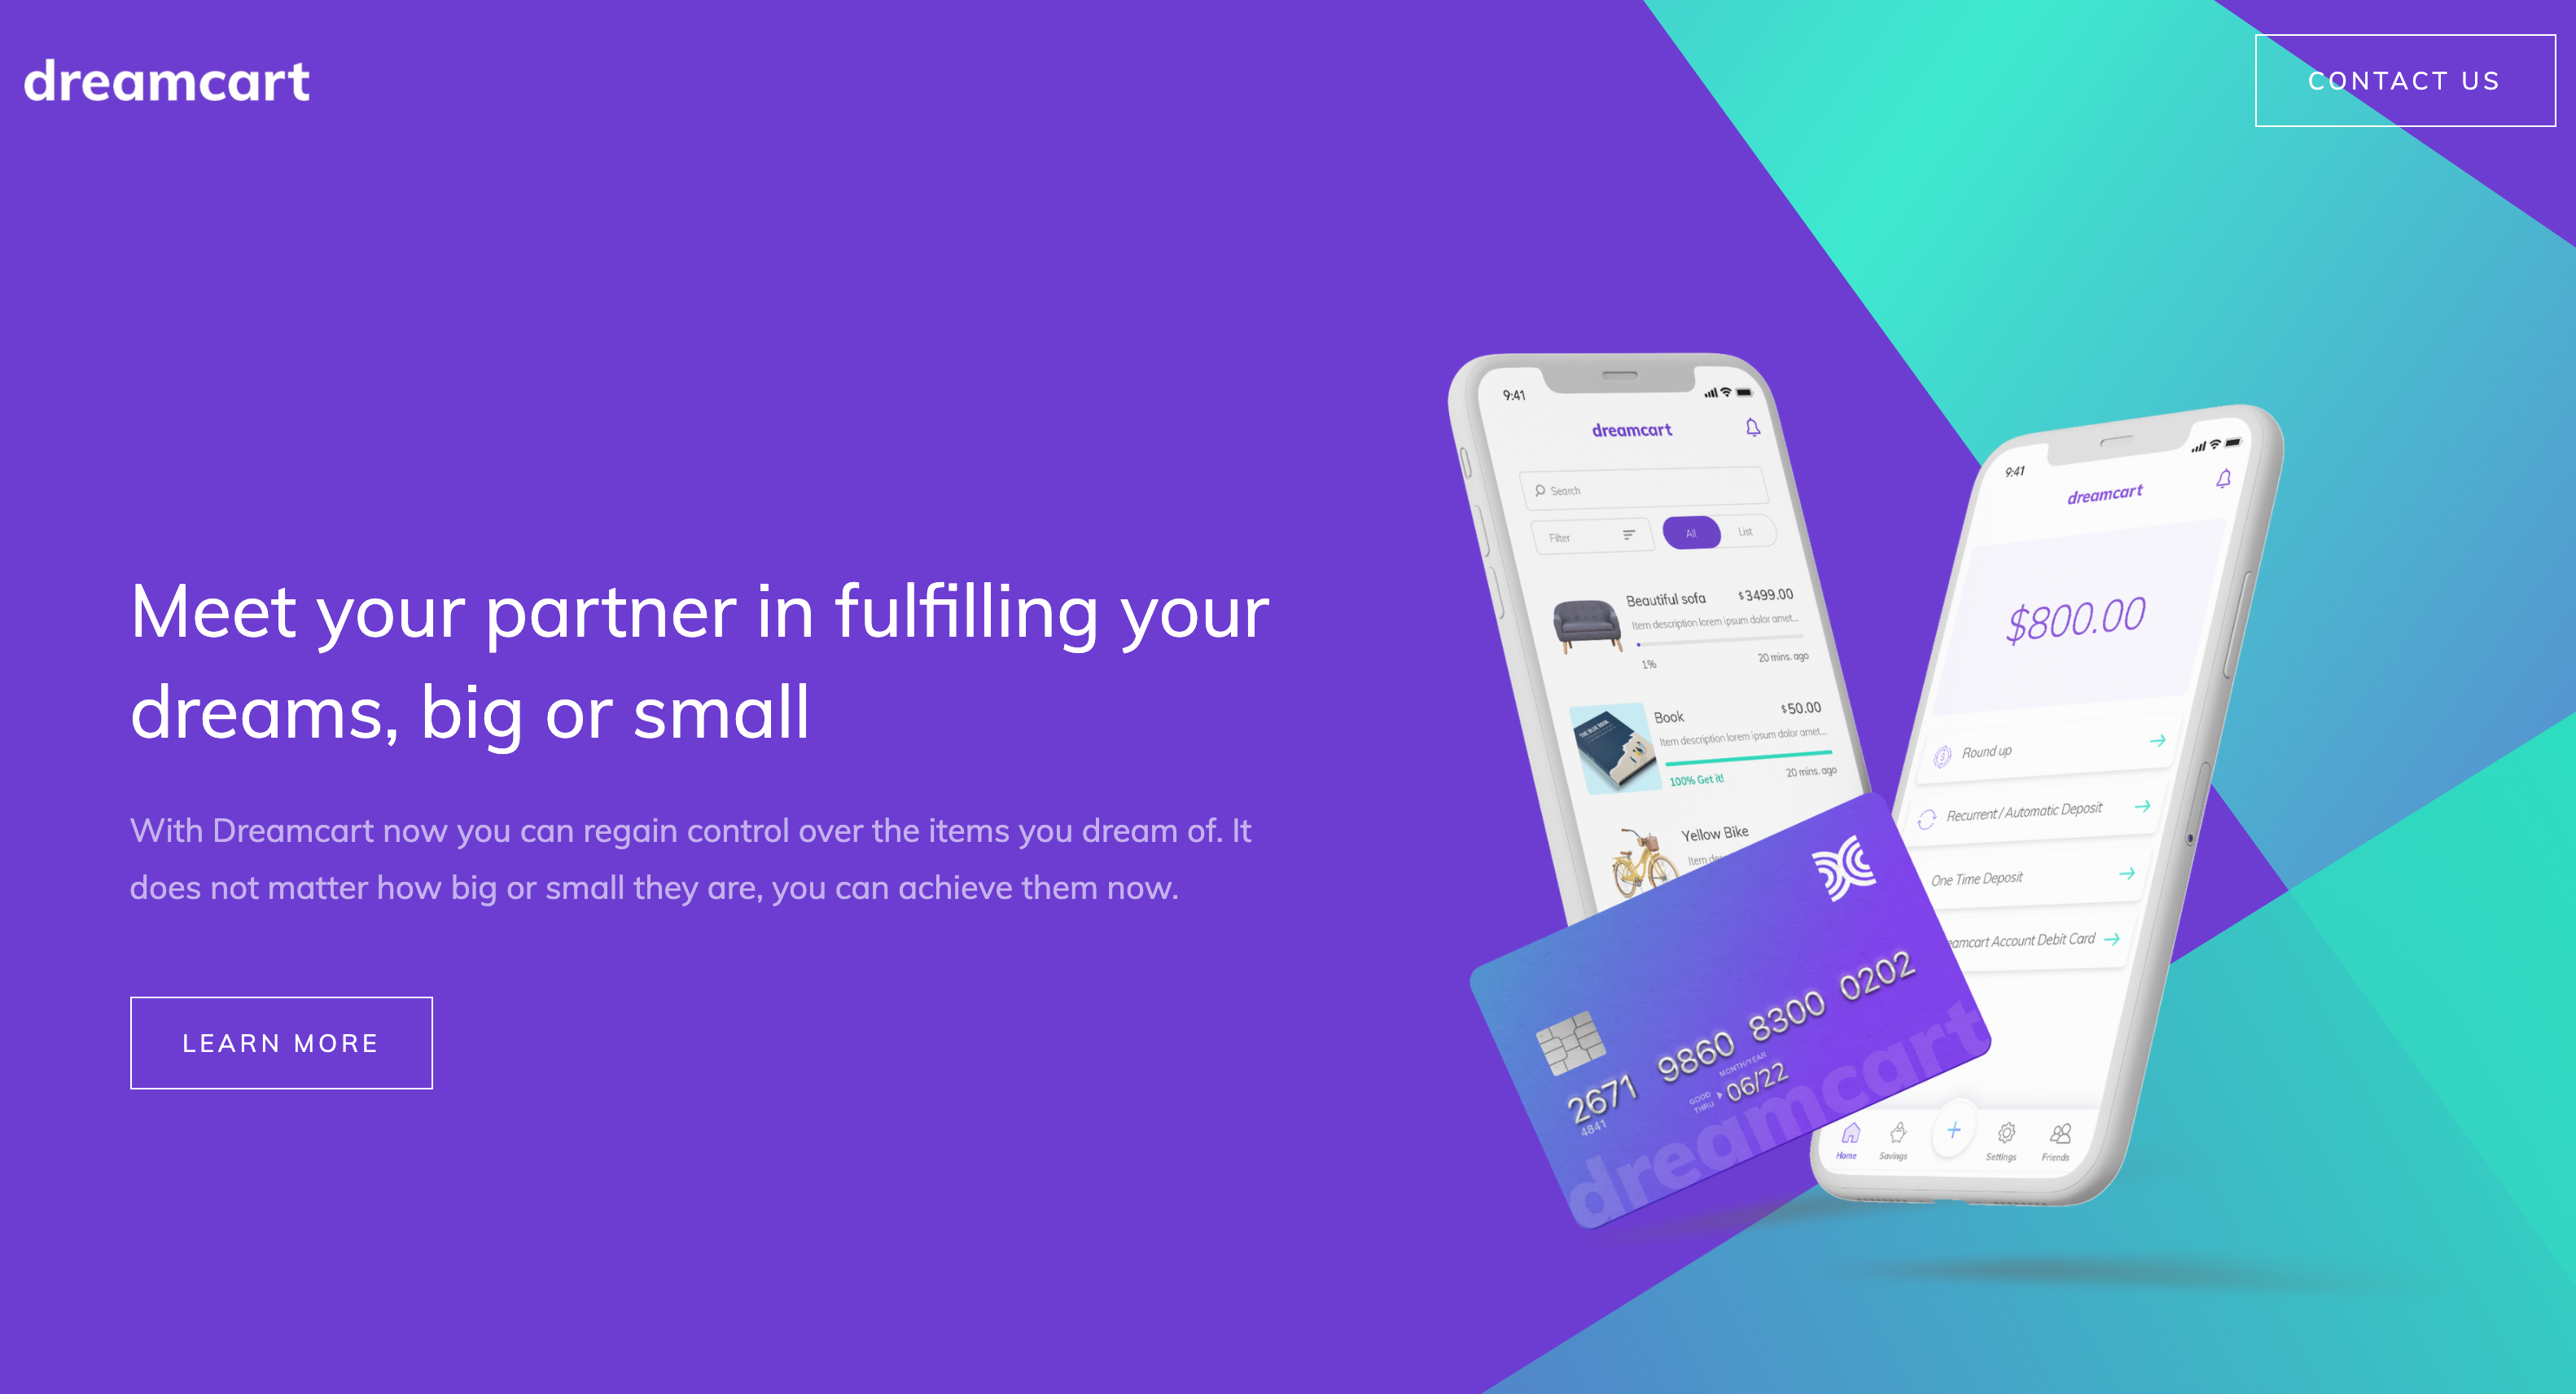 dreamcart
CONTACT US
Meet your partner in fulfilling your
dreams, big or small
With Dreamcart now you can regain control over the items you dream of. It
does not matter how big or small they are, you can achieve them now.
LEARN MORE
9:41
dreamcart
Search
Filter
All
List
Beautiful sofa
$3499.00
Item description lorem ipsum dolor amet...
1%
20 mins. ago
THE BLUE BOOK
Book
$50.00
Item description lorem ipsum dolor amet...
100% Get it!
20 mins. ago
Yellow Bike
Item
2671 9860 8300 0202
4841
MONTH/YEAR
GOOD
THRU
06/22
dreamcart
9:41
dreamcart
$800.00
Round up
Recurrent / Automatic Deposit
One Time Deposit
eamcart Account Debit Card
Home
Savings
+
Settings
Friends